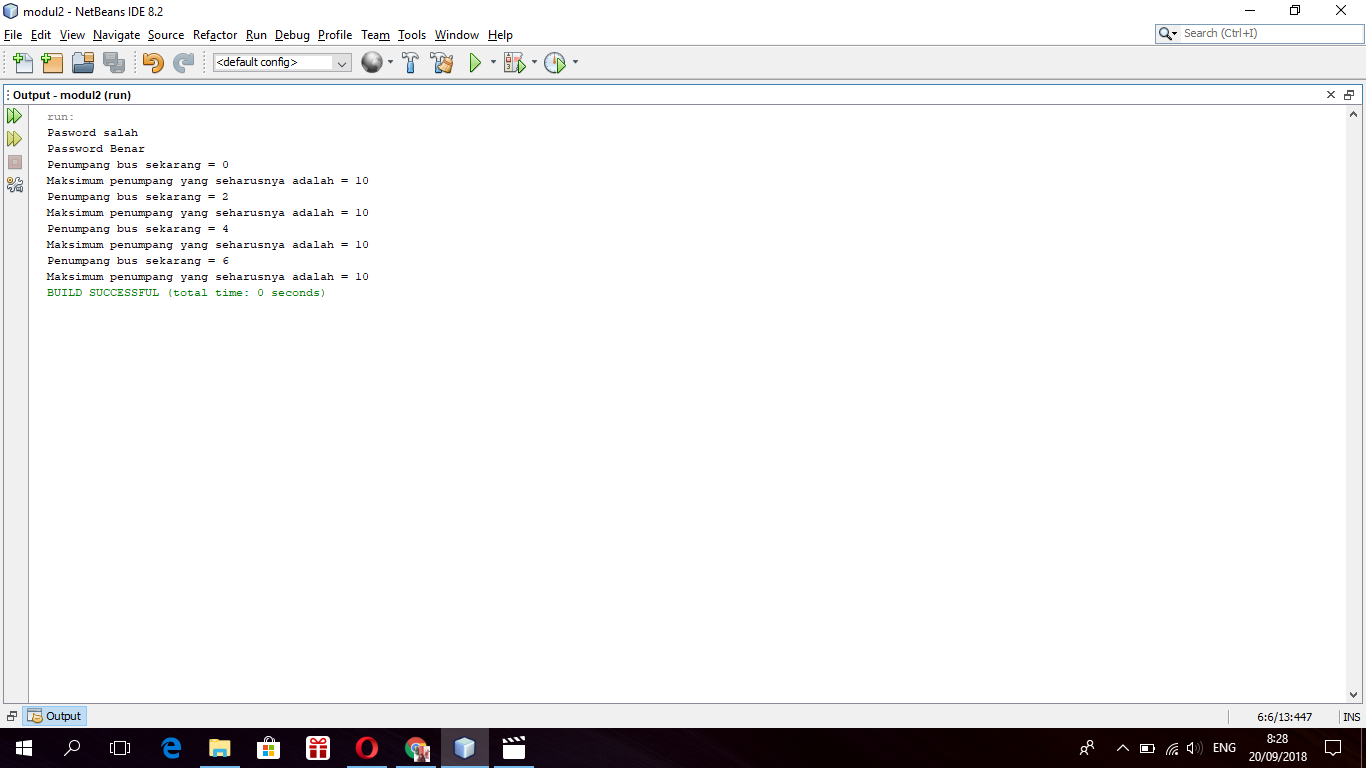 modul2 - NetBeans IDE 8.2
File Edit View Navigate Source Refactor Run Debug Profile Team Tools Window Help
Search (Ctrl+I)
<default config>
Output - modul2 (run)
run:
Pasword salah
Password Benar
Penumpang bus sekarang = 0
Maksimum penumpang yang seharusnya adalah = 10
Penumpang bus sekarang = 2
Maksimum penumpang yang seharusnya adalah = 10
Penumpang bus sekarang = 4
Maksimum penumpang yang seharusnya adalah = 10
Penumpang bus sekarang = 6
Maksimum penumpang yang seharusnya adalah = 10
BUILD SUCCESSFUL (total time: 0 seconds)
Output
6:6/13:447 INS
ENG
8:28
20/09/2018